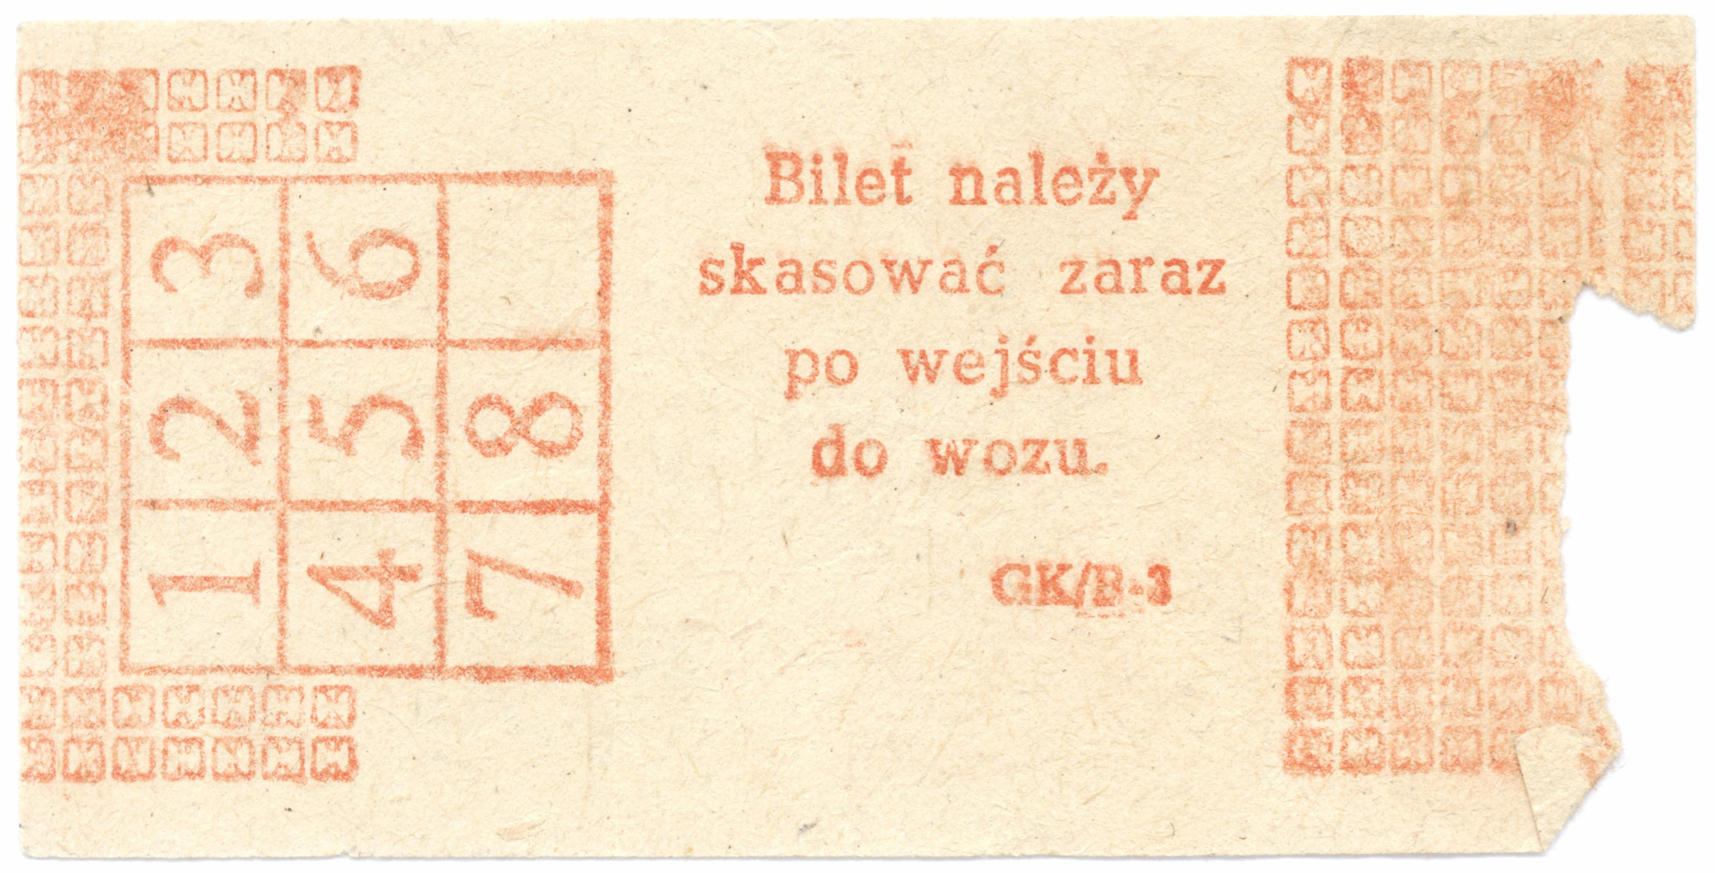 3 6
2 5 8
1 4 7
Bilet należy
skasować zaraz
po wejściu
do wozu.
GK/B-3